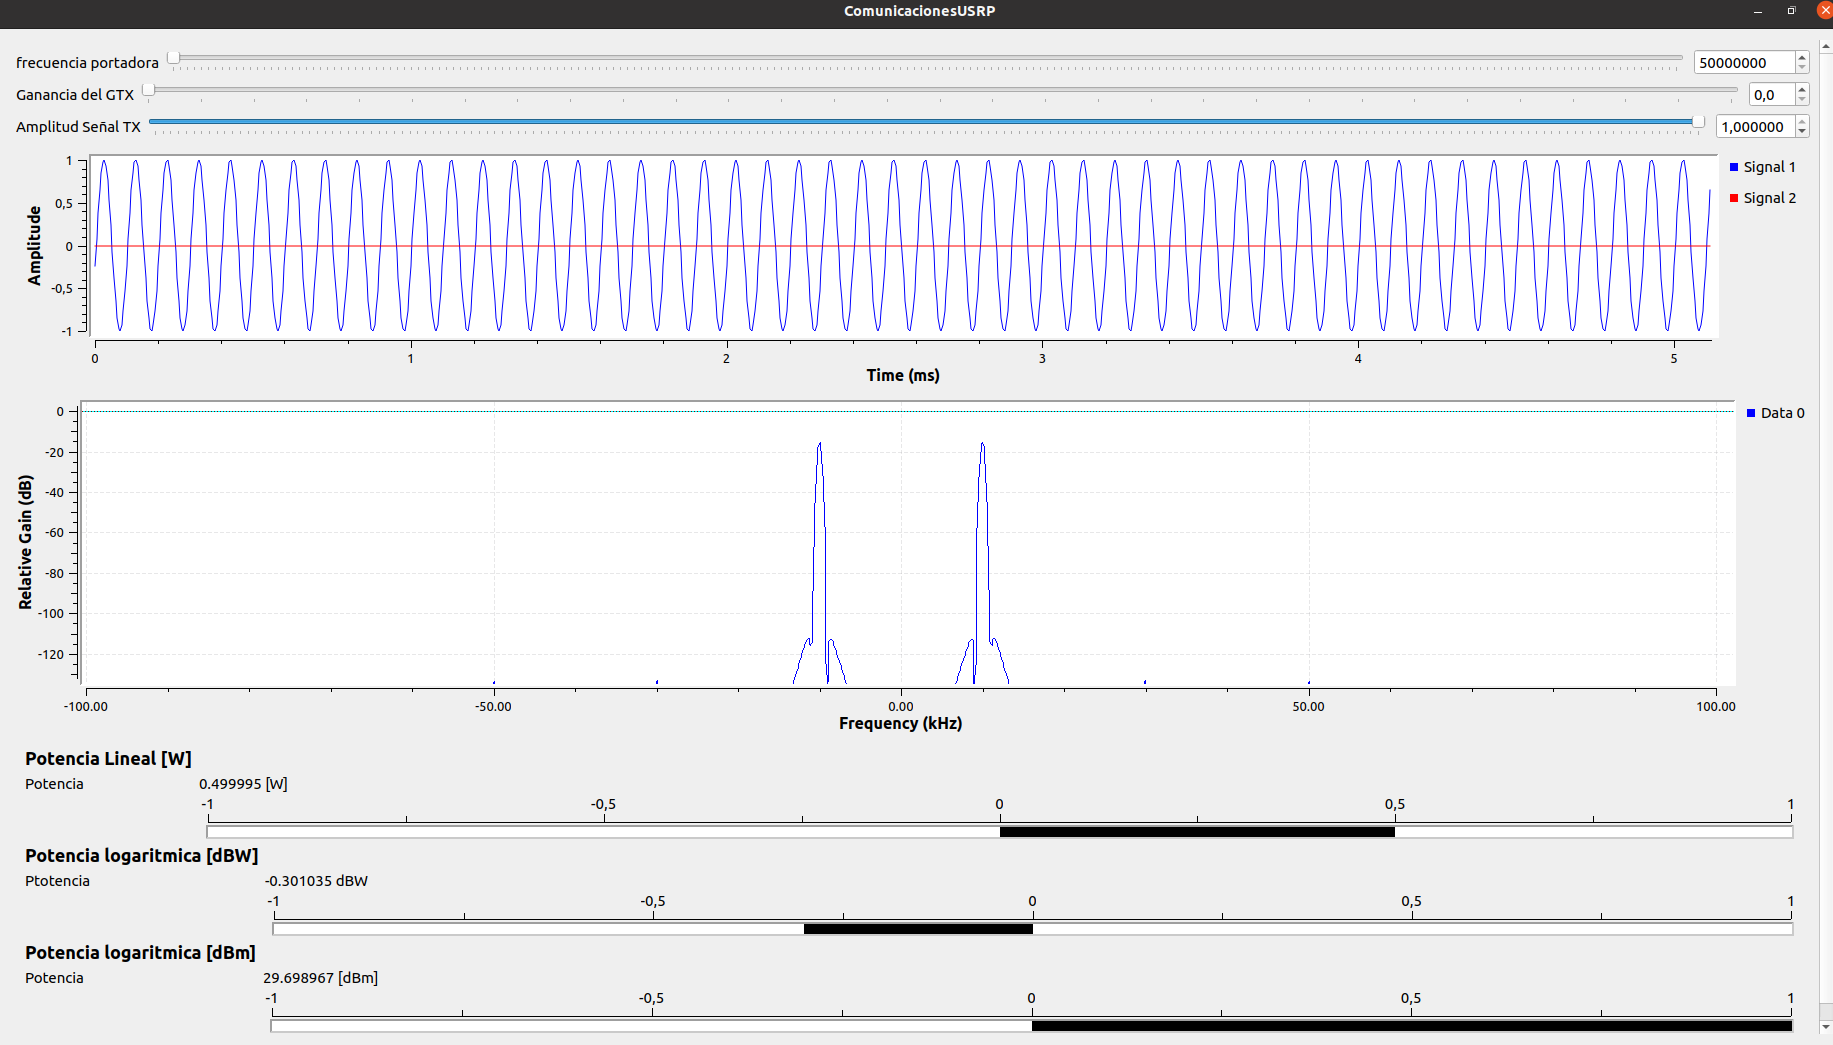 ComunicacionesUSRP
frecuencia portadora 50000000
Ganancia del GTX 0,0
Amplitud Señal TX 1,000000
Amplitude
1
0,5
0
-0,5
-1
0 1 2 3 4 5
Time (ms)
Signal 1
Signal 2
Relative Gain (dB)
0
-20
-40
-60
-80
-100
-120
-100.00 -50.00 0.00 50.00 100.00
Frequency (kHz)
Data 0
Potencia Lineal [W]
Potencia 0.499995 [W]
-1 -0,5 0 0,5 1
Potencia logaritmica [dBW]
Ptotencia -0.301035 dBW
-1 -0,5 0 0,5 1
Potencia logaritmica [dBm]
Potencia 29.698967 [dBm]
-1 -0,5 0 0,5 1